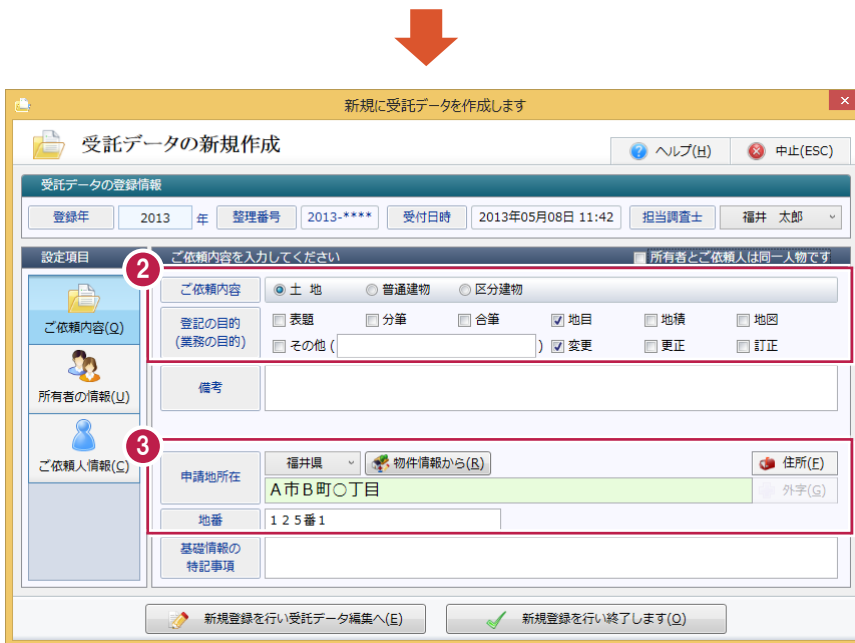 新規に受託データを作成します
受託データの新規作成 ヘルプ(H) 中止(ESC)
受託データの登録情報
登録年 2013 年 整理番号 2013-**** 受付日時 2013年05月08日 11:42 担当調査士 福井 太郎
設定項目 ご依頼内容を入力してください 所有者とご依頼人は同一人物です
2
ご依頼内容(Q)
所有者の情報(U)
ご依頼人情報(C)
ご依頼内容 土 地 普通建物 区分建物
登記の目的 表題 分筆 合筆 地目 地積 地図
(業務の目的) その他 ( ) 変更 更正 訂正
備考
3
申請地所在 福井県 物件情報から(R) 住所(F)
A市B町○丁目 外字(G)
地番 125番1
基礎情報の
特記事項
新規登録を行い受託データ編集へ(E) 新規登録を行い終了します(O)